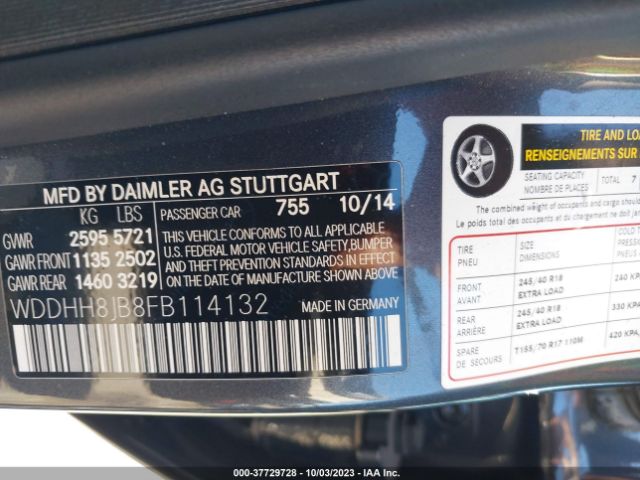 MFD BY DAIMLER AG STUTTGART
KG LBS PASSENGER CAR 755 10/14
GVWR 2595 5721
GAWR FRONT 1135 2502
GAWR REAR 1460 3219
THIS VEHICLE CONFORMS TO ALL APPLICABLE
U.S. FEDERAL MOTOR VEHICLE SAFETY, BUMPER
AND THEFT PREVENTION STANDARDS IN EFFECT
ON THE DATE OF MANUFACTURE SHOWN ABOVE
WDDHH8JB8FB114132
MADE IN GERMANY
TIRE AND
RENSEIGNEMENTS SUR
SEATING CAPACITY
NOMBRE DE PLACES
TOTAL 7
The combined weight of occupants and cargo should
Le poids total des occupants et du chargement ne doit
TIRE
PNEU
SIZE
DIMENSIONS
COLD
PNEUS
FRONT
AVANT
245/40 R18
EXTRA LOAD
240 KPA,
REAR
ARRIERE
245/40 R18
EXTRA LOAD
330 KPA,
SPARE
DE SECOURS
T155/70 R17 110M
420 KPA,
000-37729728 - 10/03/2023 - IAA Inc.